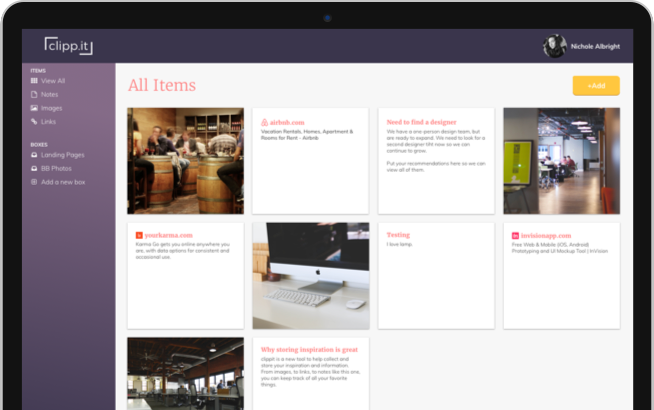 clipp.it
Nichole Albright
ITEMS
View All
Notes
Images
Links
BOXES
Landing Pages
BB Photos
Add a new box
All Items
+Add
airbnb.com
Vacation Rentals, Homes, Apartment &
Rooms for Rent - Airbnb
Need to find a designer
We have a one-person design team, but
are ready to expand. We need to look for a
second designer tht now so we can
continue to grow.
Put your recommendations here so we can
view all of them.
yourkarma.com
Karma Go gets you online anywhere you
are, with data options for consistent and
occasional use.
Testing
I love temp.
invisionapp.com
Free Web & Mobile (iOS, Android)
Prototyping and UI Mockup Tool | InVision
Why storing inspiration is great
clippit is a new tool to help collect and
store your inspiration and information.
From images, to links, to notes like this one,
you can keep track of all your favorite
things.